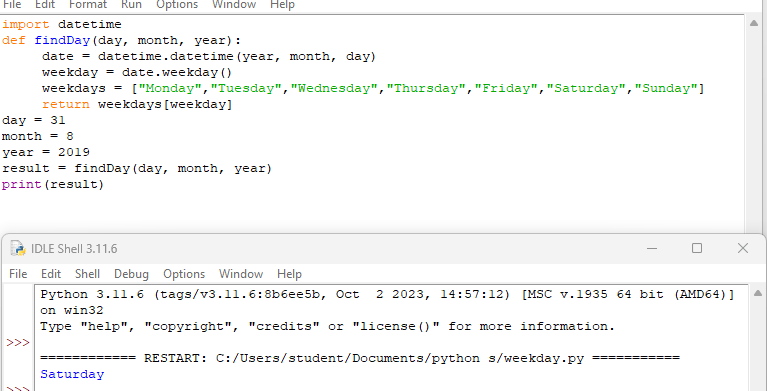 File Edit Format Run Options Window Help
import datetime
def findDay(day, month, year):
     date = datetime.datetime(year, month, day)
     weekday = date.weekday()
     weekdays = ["Monday","Tuesday","Wednesday","Thursday","Friday","Saturday","Sunday"]
     return weekdays[weekday]
day = 31
month = 8
year = 2019
result = findDay(day, month, year)
print(result)
IDLE Shell 3.11.6
File Edit Shell Debug Options Window Help
Python 3.11.6 (tags/v3.11.6:8b6ee5b, Oct  2 2023, 14:57:12) [MSC v.1935 64 bit (AMD64)]
on win32
Type "help", "copyright", "credits" or "license()" for more information.
>>>
============ RESTART: C:/Users/student/Documents/python s/weekday.py ===========
Saturday
>>>